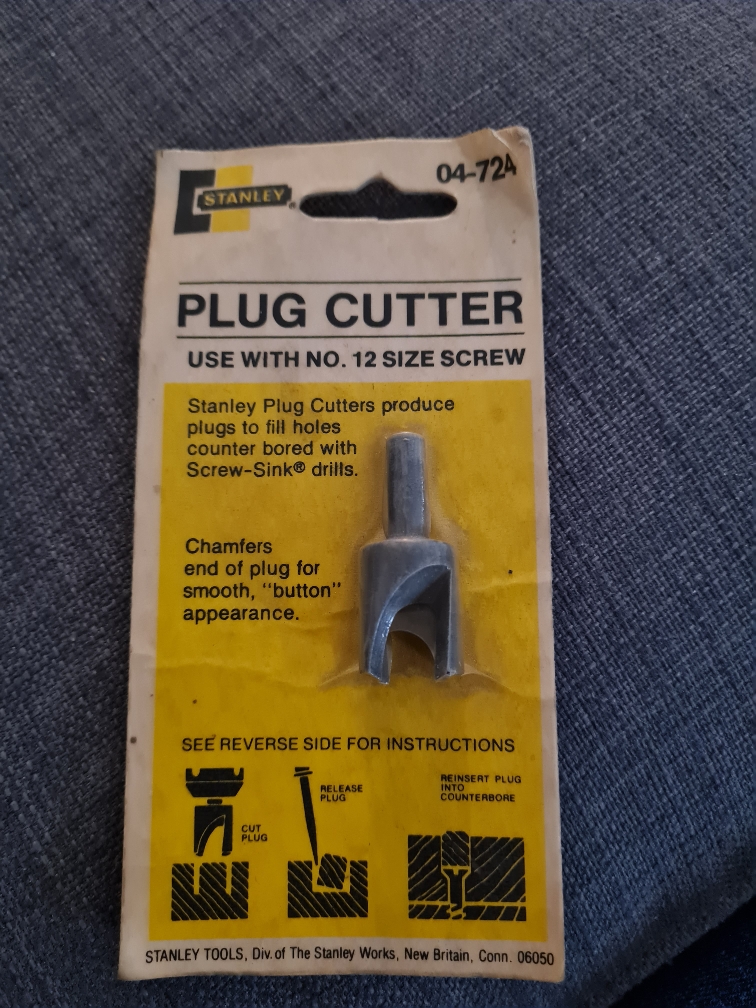 STANLEY®
04-724
PLUG CUTTER
USE WITH NO. 12 SIZE SCREW
Stanley Plug Cutters produce
plugs to fill holes
counter bored with
Screw-Sink® drills.
Chamfers
end of plug for
smooth, "button"
appearance.
SEE REVERSE SIDE FOR INSTRUCTIONS
CUT
PLUG
RELEASE
PLUG
REINSERT PLUG
INTO
COUNTERBORE
STANLEY TOOLS, Div. of The Stanley Works, New Britain, Conn. 06050